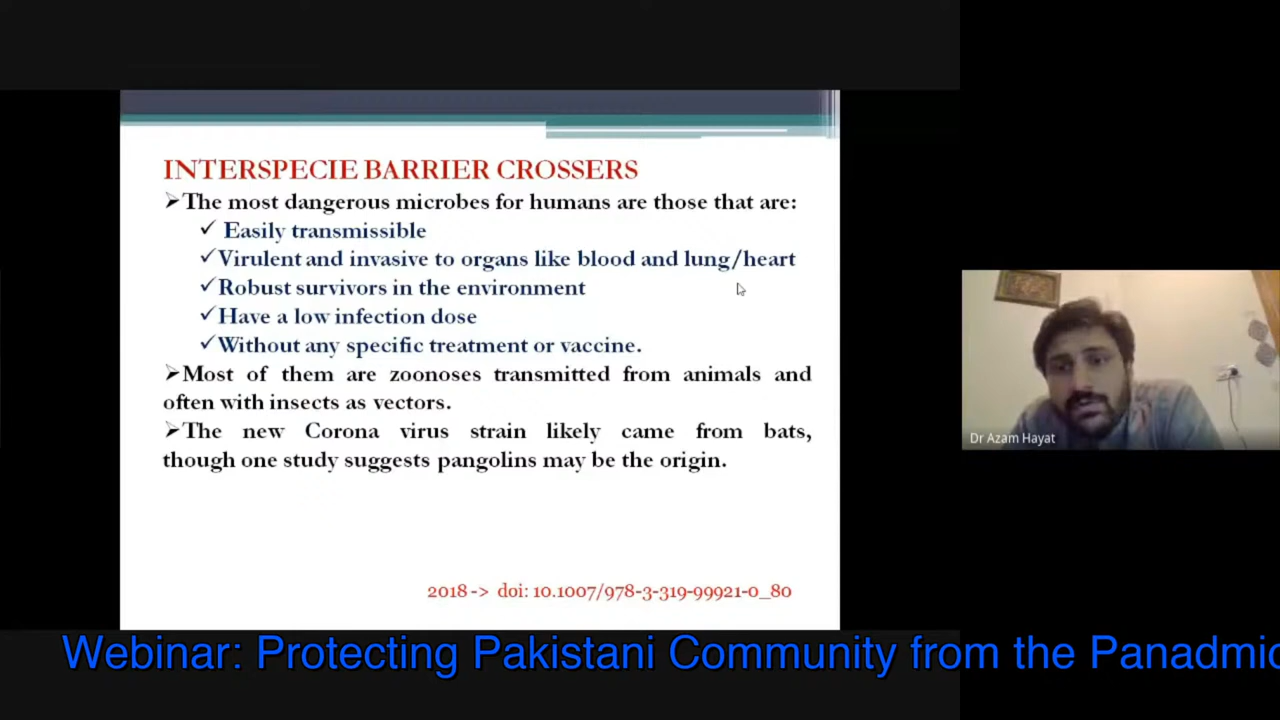 INTERSPECIE BARRIER CROSSERS
➢The most dangerous microbes for humans are those that are:
✓ Easily transmissible
✓Virulent and invasive to organs like blood and lung/heart
✓Robust survivors in the environment
✓Have a low infection dose
✓Without any specific treatment or vaccine.
➢Most of them are zoonoses transmitted from animals and
often with insects as vectors.
➢The new Corona virus strain likely came from bats,
though one study suggests pangolins may be the origin.
2018 -> doi: 10.1007/978-3-319-99921-0_80
Dr Azam Hayat
Webinar: Protecting Pakistani Community from the Panadmic